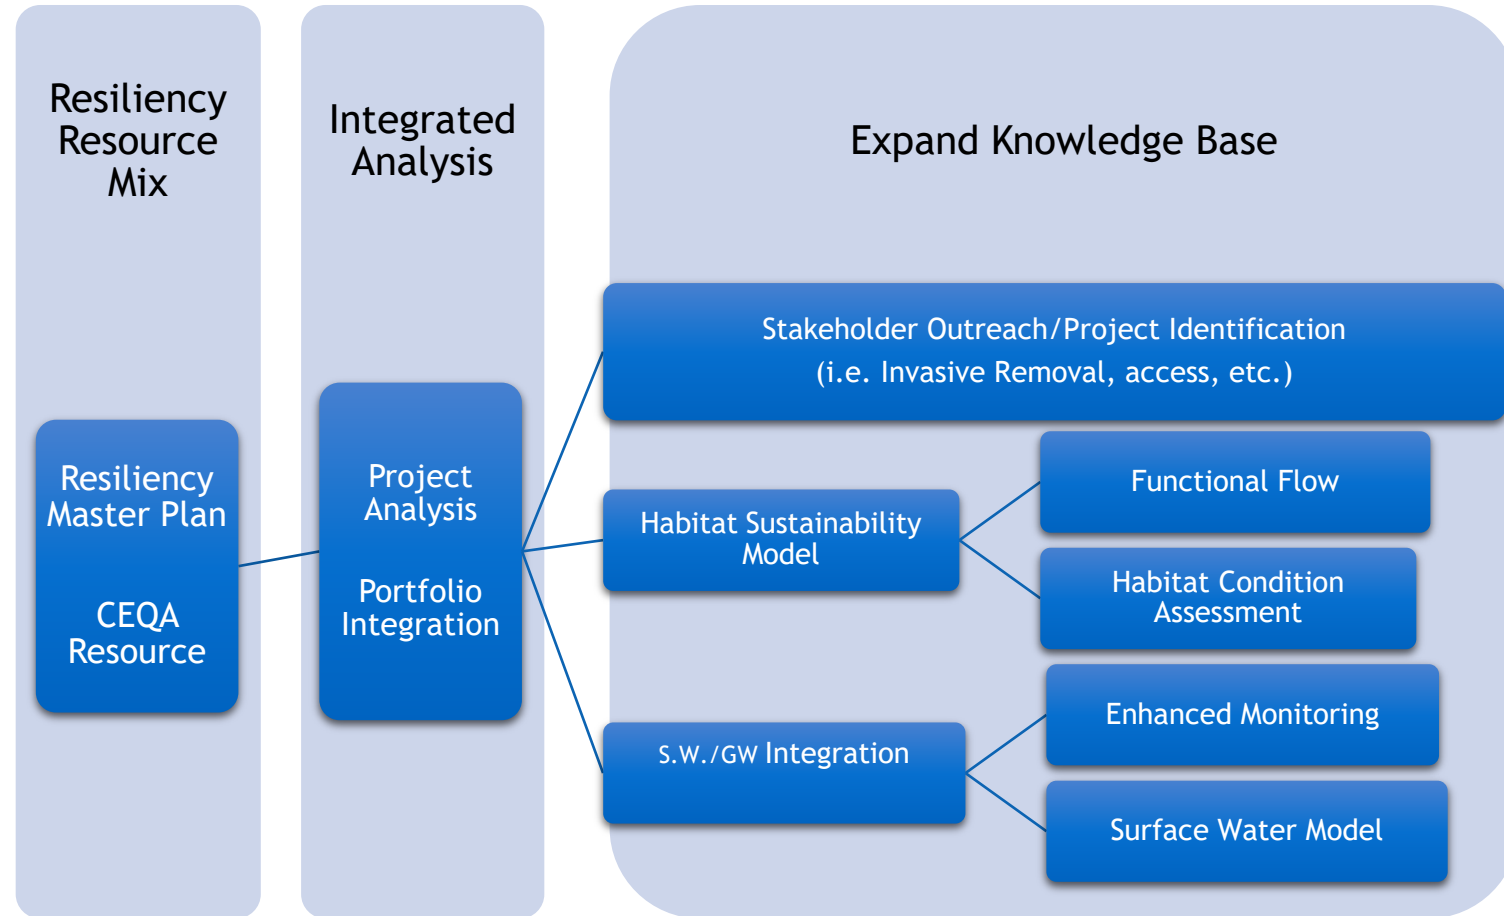 Resiliency
Resource
Mix
Integrated
Analysis
Expand Knowledge Base
Resiliency
Master Plan
CEQA
Resource
Project
Analysis
Portfolio
Integration
Stakeholder Outreach/Project Identification
(i.e. Invasive Removal, access, etc.)
Habitat Sustainability
Model
Functional Flow
Habitat Condition
Assessment
S.W./GW Integration
Enhanced Monitoring
Surface Water Model